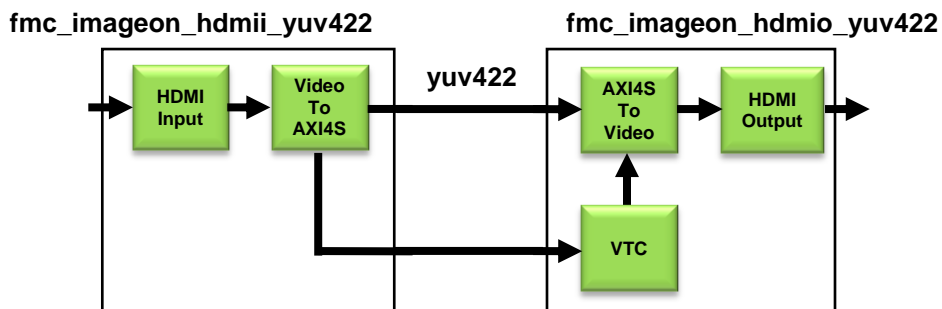 fmc_imageon_hdmii_yuv422
fmc_imageon_hdmio_yuv422
HDMI
Input
Video
To
AXI4S
yuv422
AXI4S
To
Video
HDMI
Output
VTC